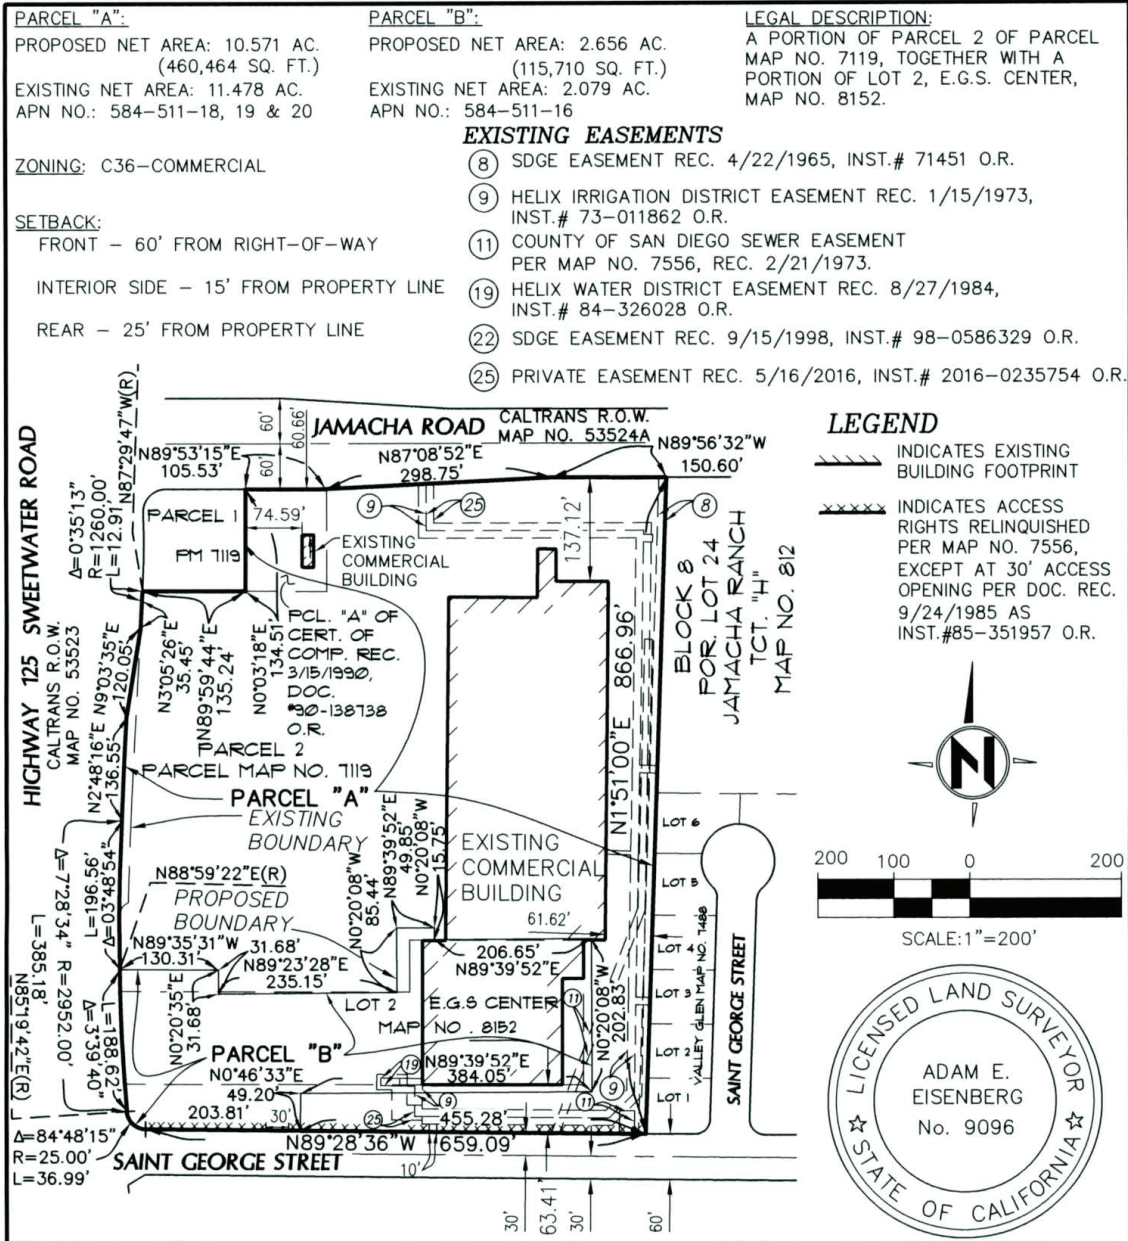 PARCEL "A":
PROPOSED NET AREA: 10.571 AC.
(460,464 SQ. FT.)
EXISTING NET AREA: 11.478 AC.
APN NO.: 584-511-18, 19 & 20
PARCEL "B":
PROPOSED NET AREA: 2.656 AC.
(115,710 SQ. FT.)
EXISTING NET AREA: 2.079 AC.
APN NO.: 584-511-16
LEGAL DESCRIPTION:
A PORTION OF PARCEL 2 OF PARCEL
MAP NO. 7119, TOGETHER WITH A
PORTION OF LOT 2, E.G.S. CENTER,
MAP NO. 8152.
ZONING: C36-COMMERCIAL
SETBACK:
FRONT - 60' FROM RIGHT-OF-WAY
INTERIOR SIDE - 15' FROM PROPERTY LINE
REAR - 25' FROM PROPERTY LINE
EXISTING EASEMENTS
8 SDGE EASEMENT REC. 4/22/1965, INST.# 71451 O.R.
9 HELIX IRRIGATION DISTRICT EASEMENT REC. 1/15/1973,
INST.# 73-011862 O.R.
11 COUNTY OF SAN DIEGO SEWER EASEMENT
PER MAP NO. 7556, REC. 2/21/1973.
19 HELIX WATER DISTRICT EASEMENT REC. 8/27/1984,
INST.# 84-326028 O.R.
22 SDGE EASEMENT REC. 9/15/1998, INST.# 98-0586329 O.R.
25 PRIVATE EASEMENT REC. 5/16/2016, INST.# 2016-0235754 O.R.
LEGEND
INDICATES EXISTING
BUILDING FOOTPRINT
INDICATES ACCESS
RIGHTS RELINQUISHED
PER MAP NO. 7556,
EXCEPT AT 30' ACCESS
OPENING PER DOC. REC.
9/24/1985 AS
INST.#85-351957 O.R.
N
200 100 0 200
SCALE:1"=200'
LICENSED LAND SURVEYOR
ADAM E.
EISENBERG
No. 9096
STATE OF CALIFORNIA
JAMACHA ROAD
CALTRANS R.O.W.
MAP NO. 53524A
60'
60'
60.66'
N89°53'15"E
105.53'
N87°08'52"E
298.75'
N89°56'32"W
150.60'
N87°29'47"W(R)
Δ=0°35'13"
R=1260.00'
L=12.91'
HIGHWAY 125 SWEETWATER ROAD
CALTRANS R.O.W.
MAP NO. 53523
PARCEL 1
PM 7119
74.59'
9
25
8
137.12'
EXISTING
COMMERCIAL
BUILDING
PCL. "A" OF
CERT. OF
COMP. REC.
3/15/1990,
DOC.
#90-138738
O.R.
N9°03'35"E
120.05'
N3°05'26"E
35.45'
N89°59'44"E
135.24'
N0°03'18"E
134.51'
N2°48'16"E
136.55'
PARCEL 2
PARCEL MAP NO. 7119
PARCEL "A"
EXISTING
BOUNDARY
BLOCK 8
POR. LOT 24
JAMACHA RANCH
TCT. "H"
MAP NO. 812
N1°51'00"E 866.96'
EXISTING
COMMERCIAL
BUILDING
61.62'
N0°20'08"W
85.44'
N89°39'52"E
49.85'
N0°20'08"W
15.75'
N88°59'22"E(R)
PROPOSED
BOUNDARY
Δ=7°28'34" R=2952.00'
L=385.18'
L=196.56'
Δ=03°48'54"
N89°35'31"W
130.31'
31.68'
N89°23'28"E
235.15'
N0°20'35"E
31.68'
206.65'
N89°39'52"E
N0°20'08"W
202.83'
LOT 2
E.G.S CENTER
MAP NO. 8152
11
LOT 6
LOT 5
LOT 4
LOT 3
LOT 2
LOT 1
VALLEY GLEN MAP NO. 7488
SAINT GEORGE STREET
N85°19'42"E(R)
Δ=3°39'40"
L=188.62'
PARCEL "B"
N0°46'33"E
49.20'
203.81'
30'
19
N89°39'52"E
384.05'
9
9
11
25
455.28'
N89°28'36"W 659.09'
Δ=84°48'15"
R=25.00'
L=36.99'
SAINT GEORGE STREET
10'
30'
63.41'
30'
60'